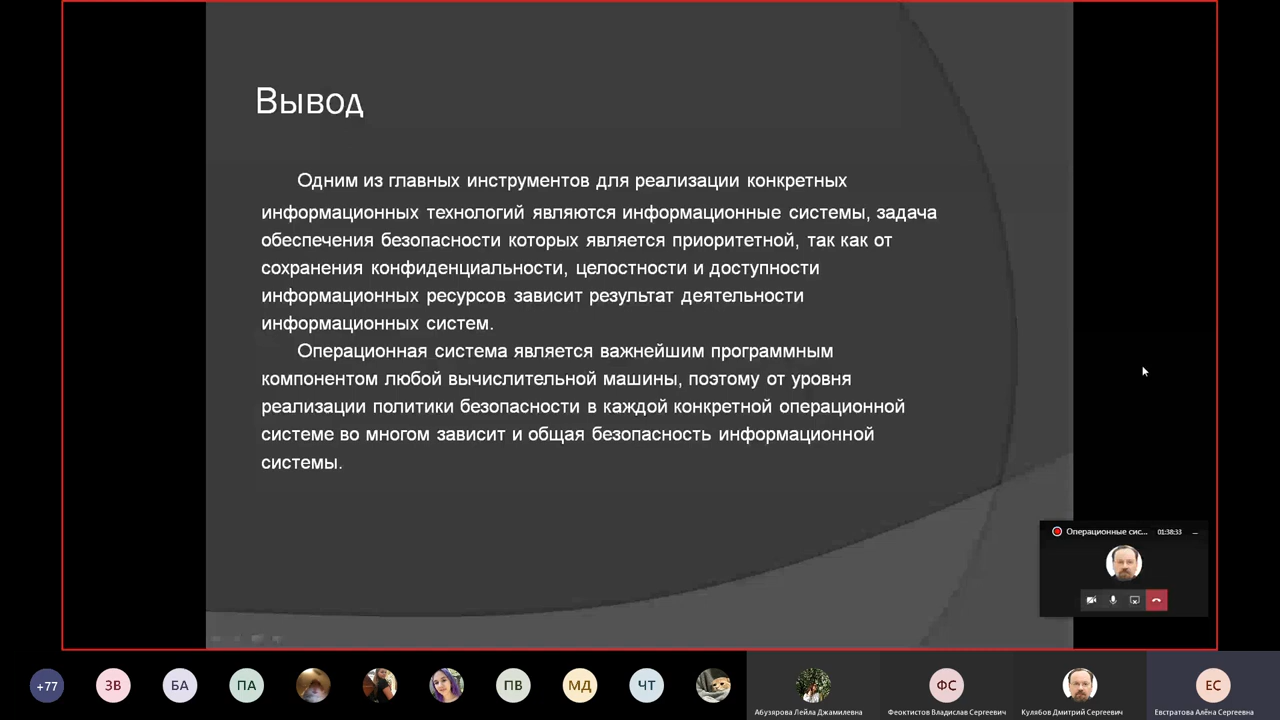 Вывод
Одним из главных инструментов для реализации конкретных
информационных технологий являются информационные системы, задача
обеспечения безопасности которых является приоритетной, так как от
сохранения конфиденциальности, целостности и доступности
информационных ресурсов зависит результат деятельности
информационных систем.
Операционная система является важнейшим программным
компонентом любой вычислительной машины, поэтому от уровня
реализации политики безопасности в каждой конкретной операционной
системе во многом зависит и общая безопасность информационной
системы.
Операционные сис... 01:38:33
+77 ЗВ БА ПА ПВ МД ЧТ ФС ЕС
Абузярова Лейла Джамилевна Феоктистов Владислав Сергеевич Кулябов Дмитрий Сергеевич Евстратова Алёна Сергеевна